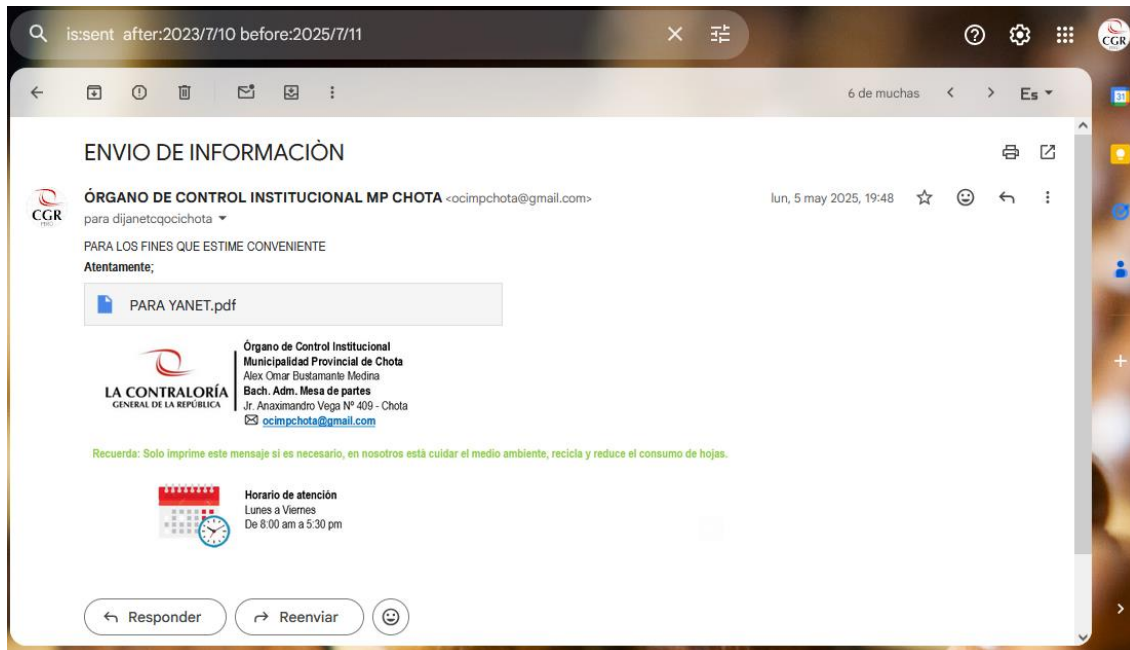 is:sent after:2023/7/10 before:2025/7/11
CGR
6 de muchas
Es
31
ENVIO DE INFORMACIÒN
CGR
ÓRGANO DE CONTROL INSTITUCIONAL MP CHOTA <ocimpchota@gmail.com>
lun, 5 may 2025, 19:48
para dijanetcqocichota
PARA LOS FINES QUE ESTIME CONVENIENTE
Atentamente;
PARA YANET.pdf
LA CONTRALORÍA
GENERAL DE LA REPÚBLICA
Órgano de Control Institucional
Municipalidad Provincial de Chota
Alex Omar Bustamante Medina
Bach. Adm. Mesa de partes
Jr. Anaximandro Vega Nº 409 - Chota
ocimpchota@gmail.com
Recuerda: Solo imprime este mensaje si es necesario, en nosotros está cuidar el medio ambiente, recicla y reduce el consumo de hojas.
Horario de atención
Lunes a Viernes
De 8:00 am a 5:30 pm
Responder
Reenviar